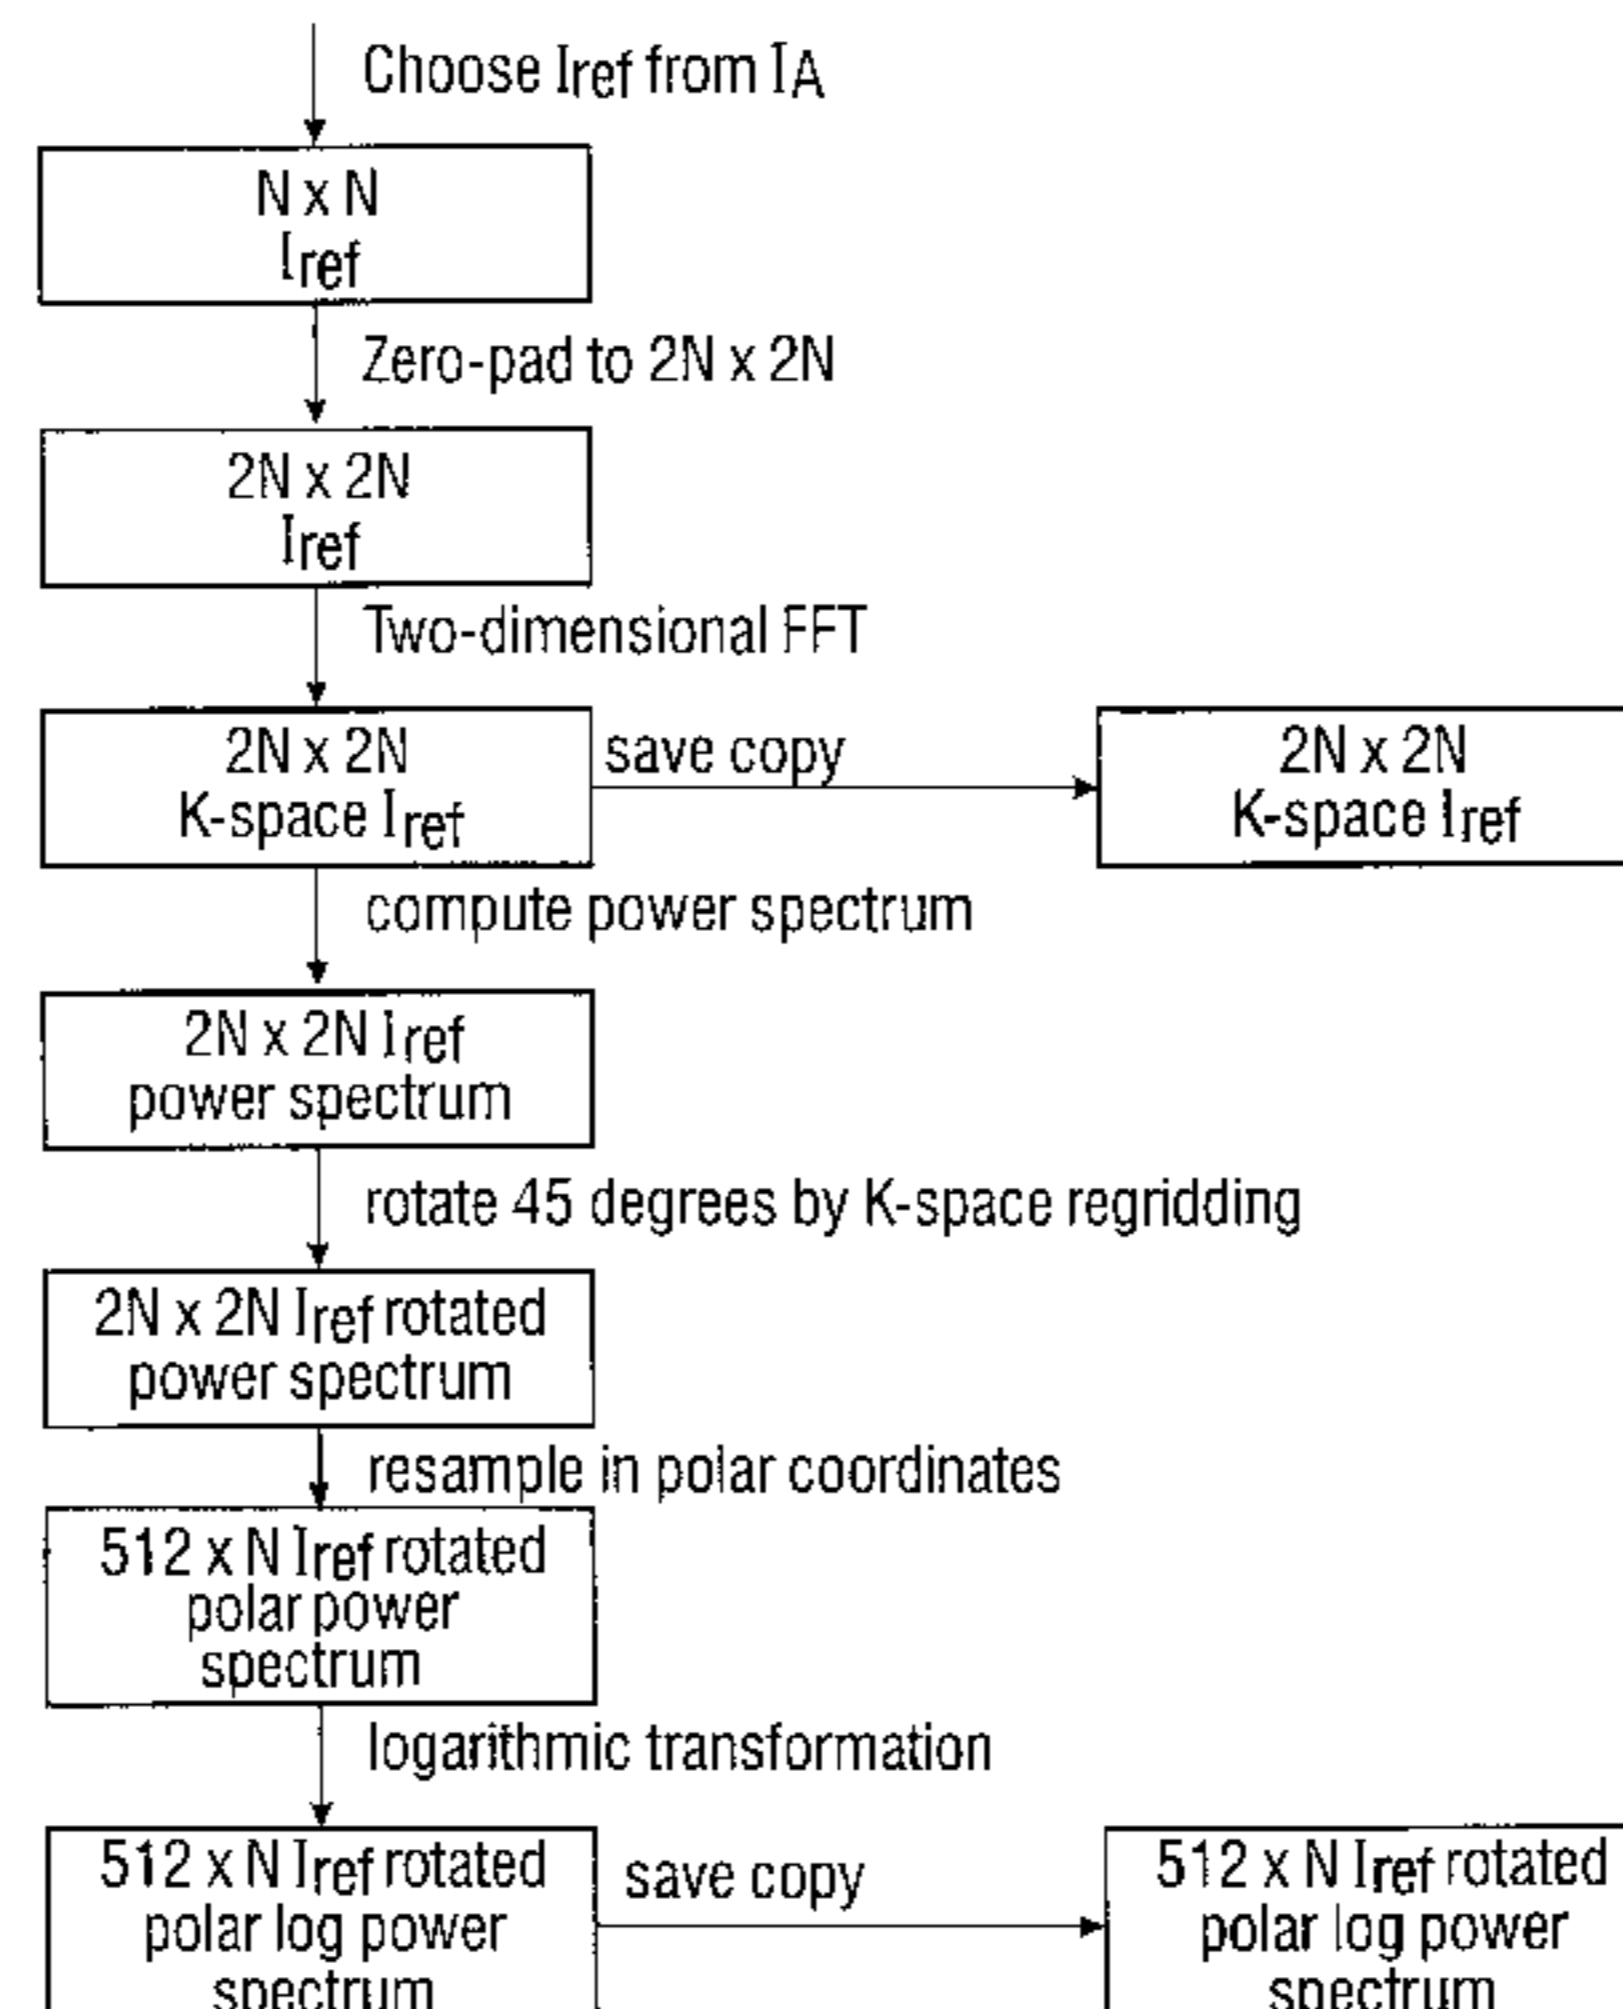 Choose Iref from IA
N x N
Iref
Zero-pad to 2N x 2N
2N x 2N
Iref
Two-dimensional FFT
2N x 2N
K-space Iref
save copy
2N x 2N
K-space Iref
compute power spectrum
2N x 2N Iref
power spectrum
rotate 45 degrees by K-space regridding
2N x 2N Iref rotated
power spectrum
resample in polar coordinates
512 x N Iref rotated
polar power
spectrum
logarithmic transformation
512 x N Iref rotated
polar log power
spectrum
save copy
512 x N Iref rotated
polar log power
spectrum